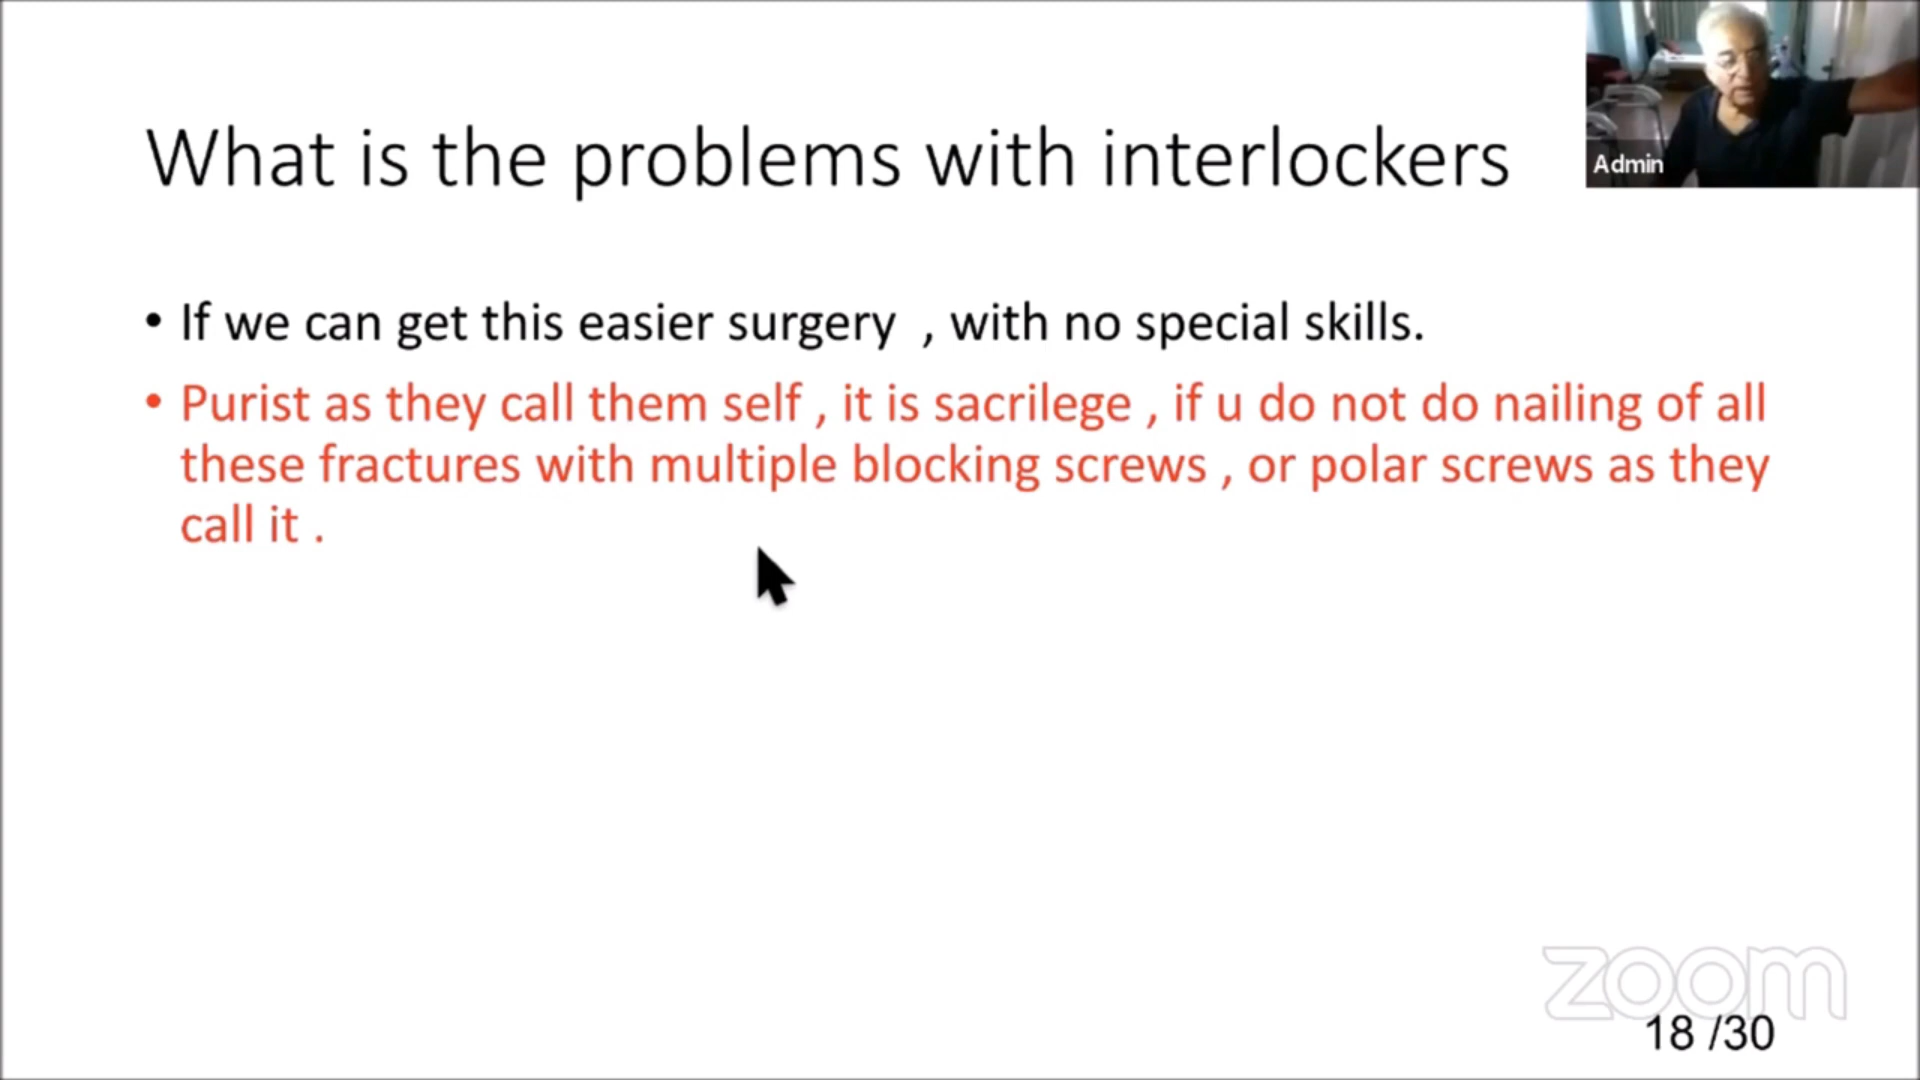 What is the problems with interlockers
Admin
• If we can get this easier surgery , with no special skills.
• Purist as they call them self , it is sacrilege , if u do not do nailing of all
these fractures with multiple blocking screws , or polar screws as they
call it .
zoom
18 /30